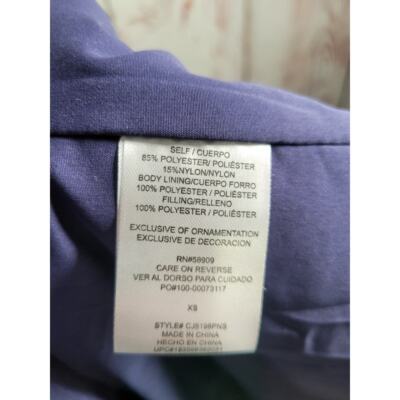 SELF / CUERPO
85% POLYESTER/ POLIÉSTER
15%NYLON/NYLON
BODY LINING/CUERPO FORRO
100% POLYESTER / POLIÉSTER
FILLING/RELLENO
100% POLYESTER / POLIÉSTER
EXCLUSIVE OF ORNAMENTATION
EXCLUSIVE DE DECORACION
RN#58909
CARE ON REVERSE
VER AL DORSO PARA CUIDADO
PO#100-00073117
XS
STYLE# CJ8198PNS
MADE IN CHINA
HECHO EN CHINA